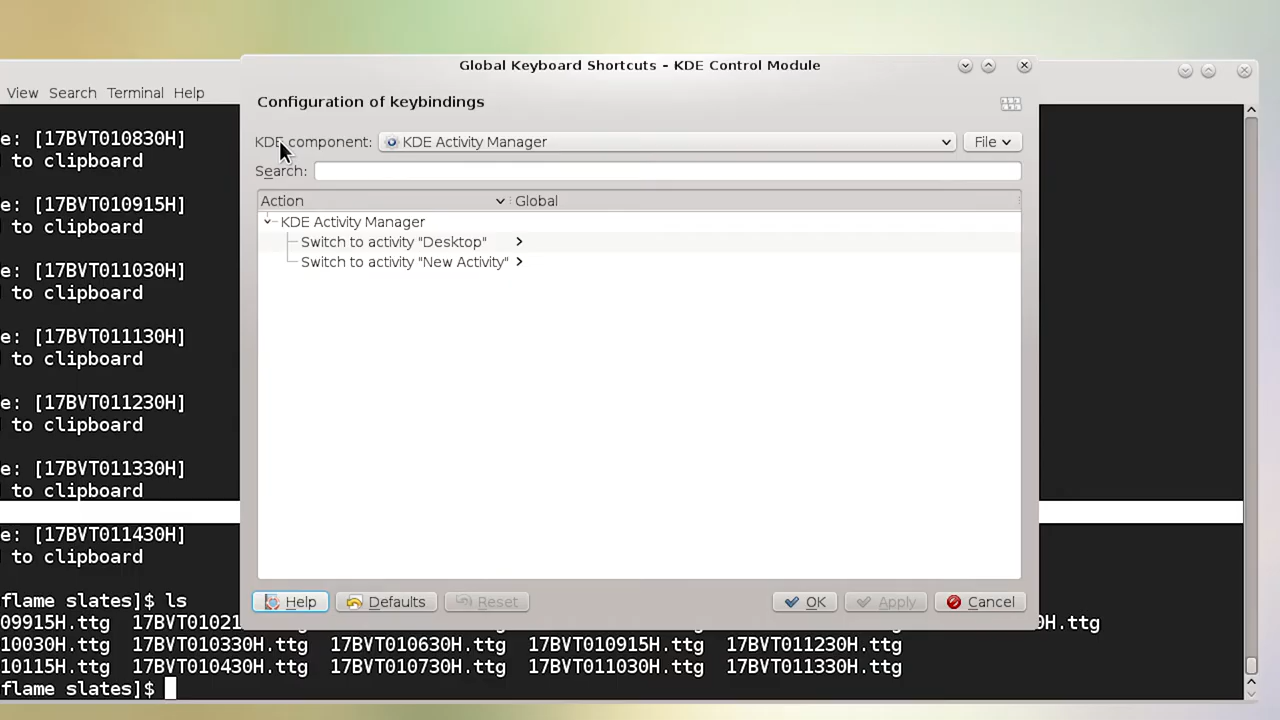 Global Keyboard Shortcuts – KDE Control Module
View Search Terminal Help
Configuration of keybindings
e: [17BVT010830H]
to clipboard
KDE component: KDE Activity Manager File
Search:
e: [17BVT010915H]
to clipboard
Action Global
KDE Activity Manager
Switch to activity "Desktop"
Switch to activity "New Activity"
e: [17BVT011030H]
to clipboard
e: [17BVT011130H]
to clipboard
e: [17BVT011230H]
to clipboard
e: [17BVT011330H]
to clipboard
e: [17BVT011430H]
to clipboard
Help Defaults Reset OK Apply Cancel
flame slates]$ ls
09915H.ttg 17BVT01021 0H.ttg
10030H.ttg 17BVT010330H.ttg 17BVT010630H.ttg 17BVT010915H.ttg 17BVT011230H.ttg
10115H.ttg 17BVT010430H.ttg 17BVT010730H.ttg 17BVT011030H.ttg 17BVT011330H.ttg
flame slates]$